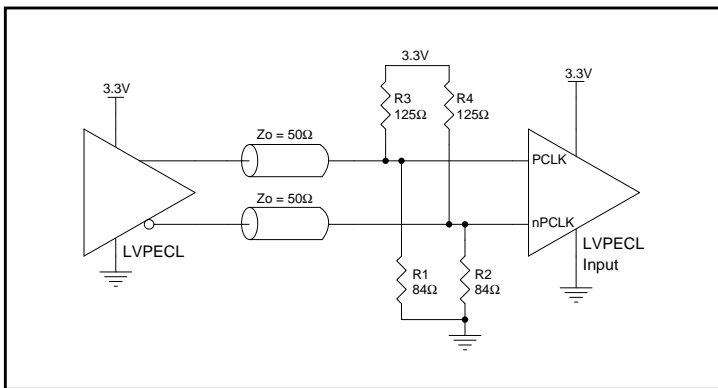 3.3V
3.3V
3.3V
R3
125Ω
R4
125Ω
Zo = 50Ω
PCLK
Zo = 50Ω
nPCLK
LVPECL
LVPECL
Input
R1
84Ω
R2
84Ω